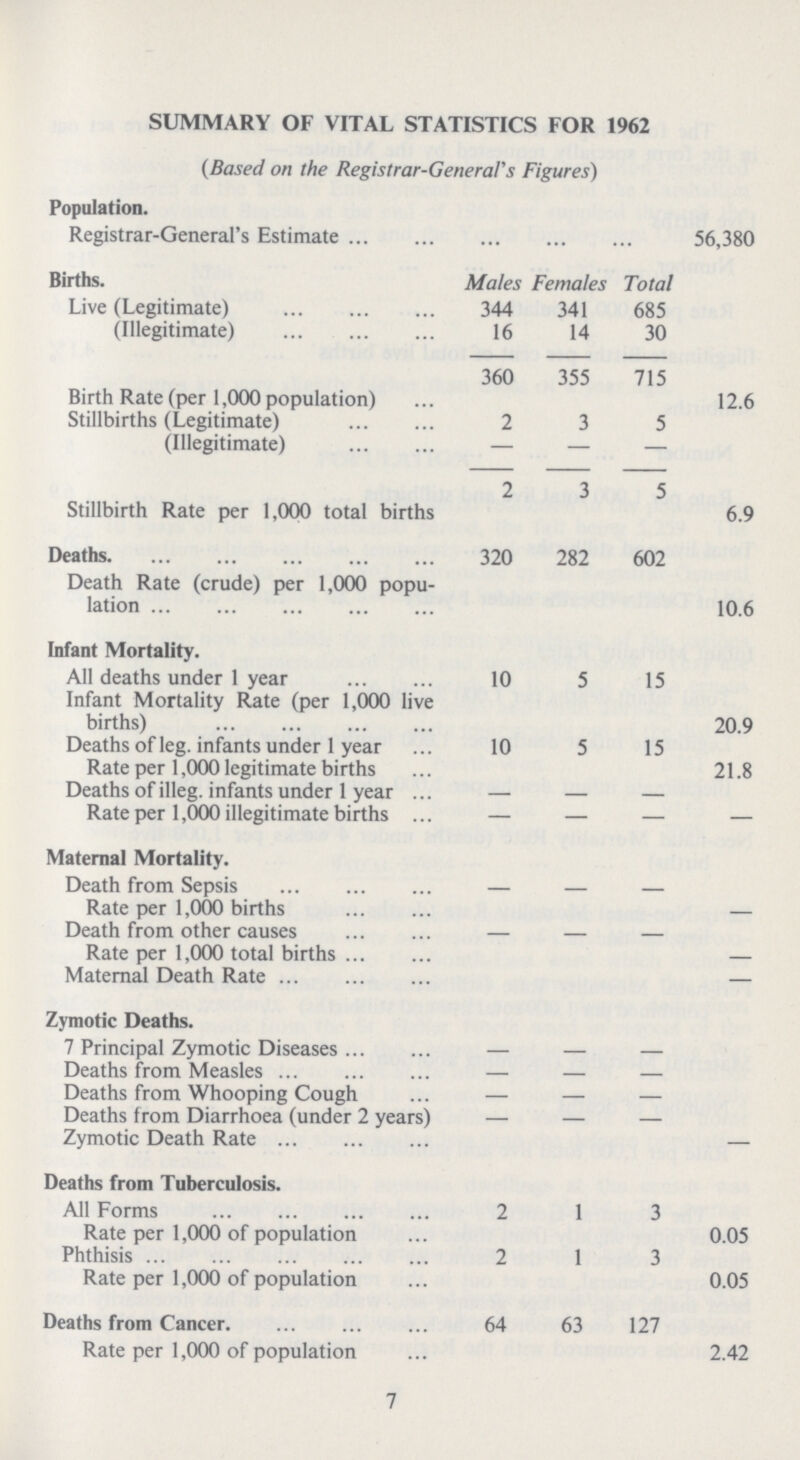 SUMMARY OF VITAL STATISTICS FOR 1962
(Based on the Registrar-General's Figures)
Population.
Registrar-General's Estimate ... ... ... ... ... 56,380
Births. Males Females Total
Live (Legitimate) ... ... ... 344 341 685
(Illegitimate) ... ... ... 16 14 30
360 355 715
Birth Rate (per 1,000 population) ... 12.6
Stillbirths (Legitimate) ... ... 2 3 5
(Illegitimate) ... ... — — —
2 3 5
Stillbirth Rate per 1,000 total births 6.9
Deaths. ... ... ... ... ... 320 282 602
Death Rate (crude) per 1,000 popu-
lation ... ... ... ... ... 10.6
Infant Mortality.
All deaths under 1 year ... ... 10 5 15
Infant Mortality Rate (per 1,000 live
births) ... ... ... ... 20.9
Deaths of leg. infants under 1 year ... 10 5 15
Rate per 1,000 legitimate births ... 21.8
Deaths of illeg. infants under 1 year ... — — —
Rate per 1,000 illegitimate births ... — — — —
Maternal Mortality.
Death from Sepsis ... ... ... — — —
Rate per 1,000 births ... ... —
Death from other causes ... ... — — —
Rate per 1,000 total births ... ... —
Maternal Death Rate ... ... ... —
Zymotic Deaths.
7 Principal Zymotic Diseases ... ... — — —
Deaths from Measles ... ... ... — — —
Deaths from Whooping Cough ... — — —
Deaths from Diarrhoea (under 2 years) — — —
Zymotic Death Rate ... ... ... —
Deaths from Tuberculosis.
All Forms ... ... ... ... 2 1 3
Rate per 1,000 of population ... 0.05
Phthisis ... ... ... ... ... 2 1 3
Rate per 1,000 of population ... 0.05
Deaths from Cancer. ... ... ... 64 63 127
Rate per 1,000 of population ... 2.42
7